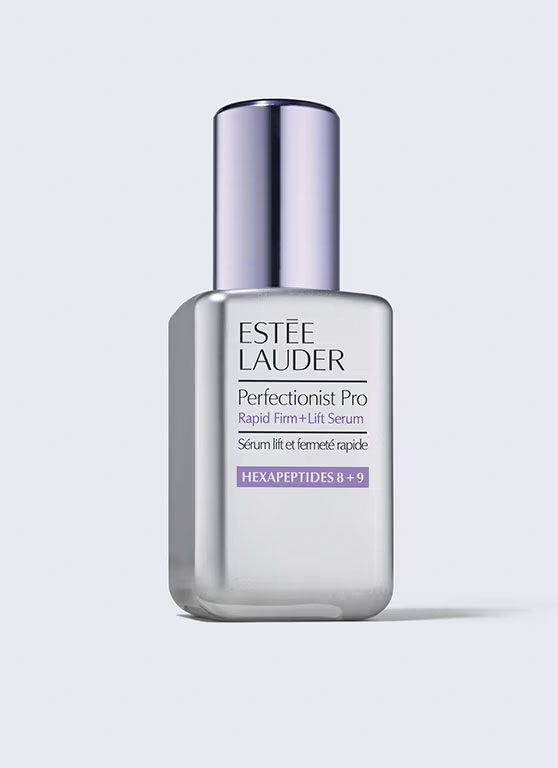 ESTĒE
LAUDER
Perfectionist Pro
Rapid Firm+Lift Serum
Sérum lift et fermeté rapide
HEXAPEPTIDES 8 + 9